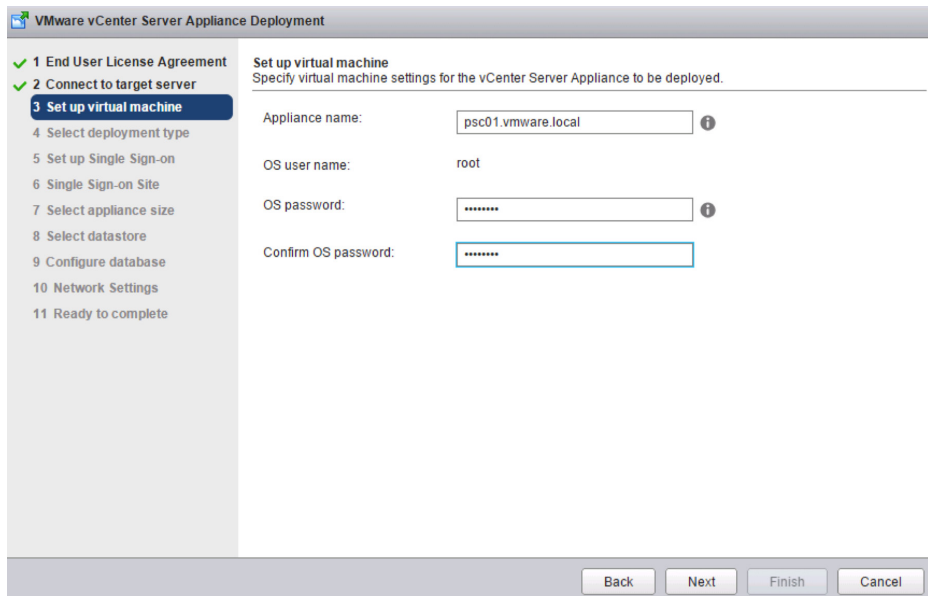 VMware vCenter Server Appliance Deployment
1 End User License Agreement
2 Connect to target server
3 Set up virtual machine
4 Select deployment type
5 Set up Single Sign-on
6 Single Sign-on Site
7 Select appliance size
8 Select datastore
9 Configure database
10 Network Settings
11 Ready to complete
Set up virtual machine
Specify virtual machine settings for the vCenter Server Appliance to be deployed.
Appliance name: psc01.vmware.local
OS user name: root
OS password: ••••••••
Confirm OS password: ••••••••
Back Next Finish Cancel